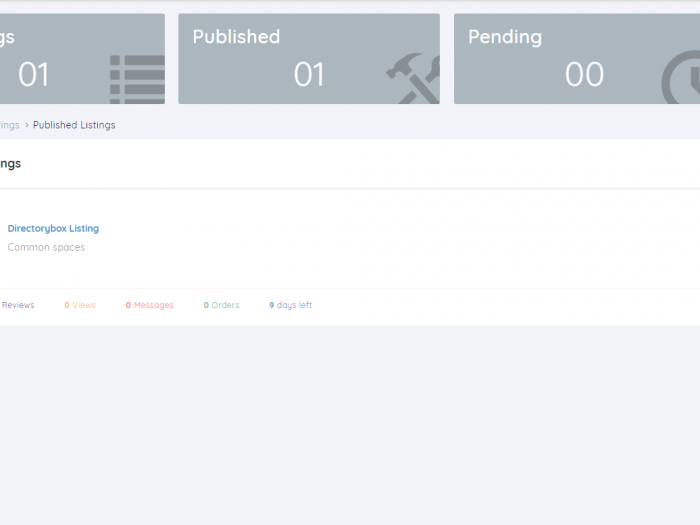 gs Published Pending
01 01 00
ings > Published Listings
ngs
Directorybox Listing
Common spaces
Reviews 0 Views 0 Messages 0 Orders 9 days left